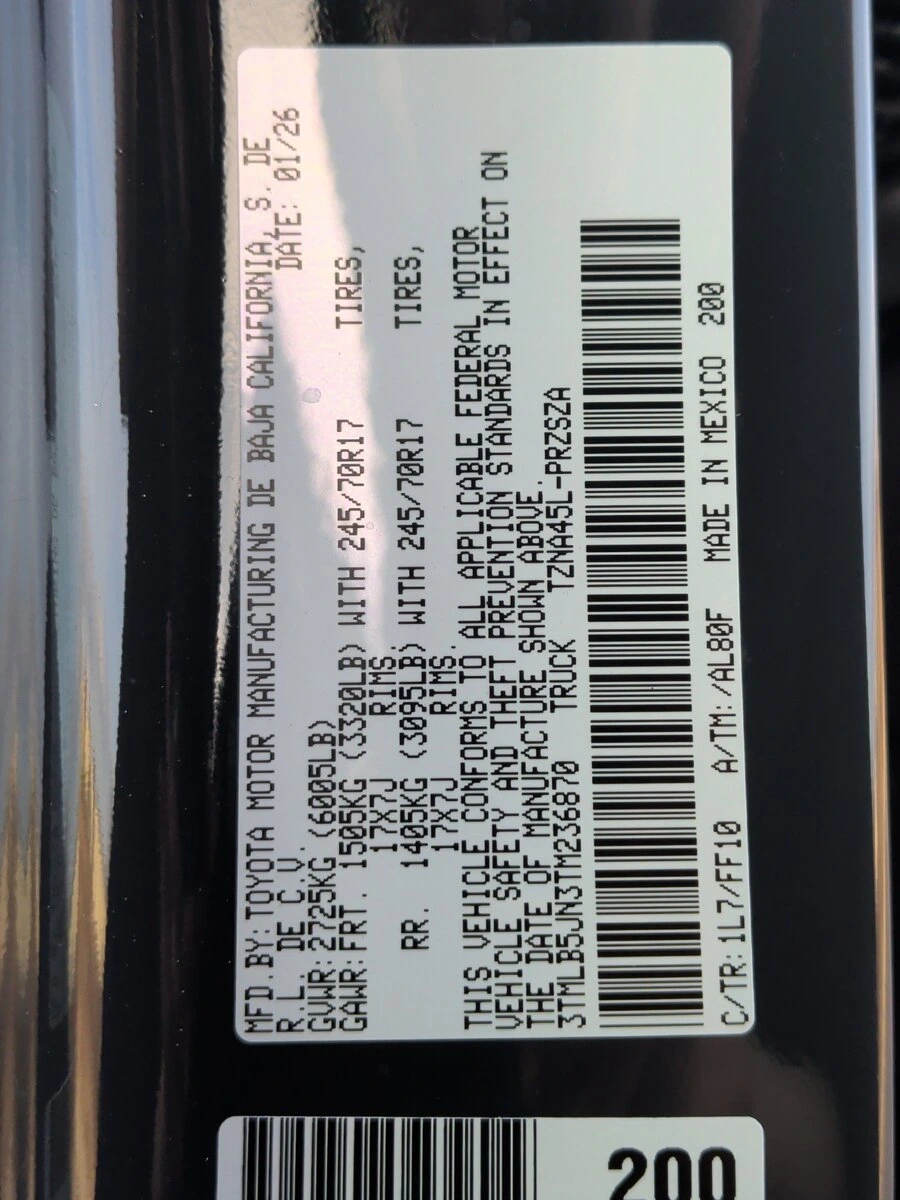 MFD.BY: TOYOTA MOTOR MANUFACTURING DE BAJA CALIFORNIA, S. DE
R.L. DE C.V. DATE: 01/26
GVWR: 2725KG (6005LB)
GAWR: FRT. 1505KG (3320LB) WITH 245/70R17 TIRES,
17X7J RIMS.
RR. 1405KG (3095LB) WITH 245/70R17 TIRES,
17X7J RIMS.
THIS VEHICLE CONFORMS TO ALL APPLICABLE FEDERAL MOTOR
VEHICLE SAFETY AND THEFT PREVENTION STANDARDS IN EFFECT ON
THE DATE OF MANUFACTURE SHOWN ABOVE.
3TMLB5JN3TM236870 TRUCK TZNA45L-PRZSZA
C/TR: 1L7/FF10 A/TM: /AL80F MADE IN MEXICO 200
200